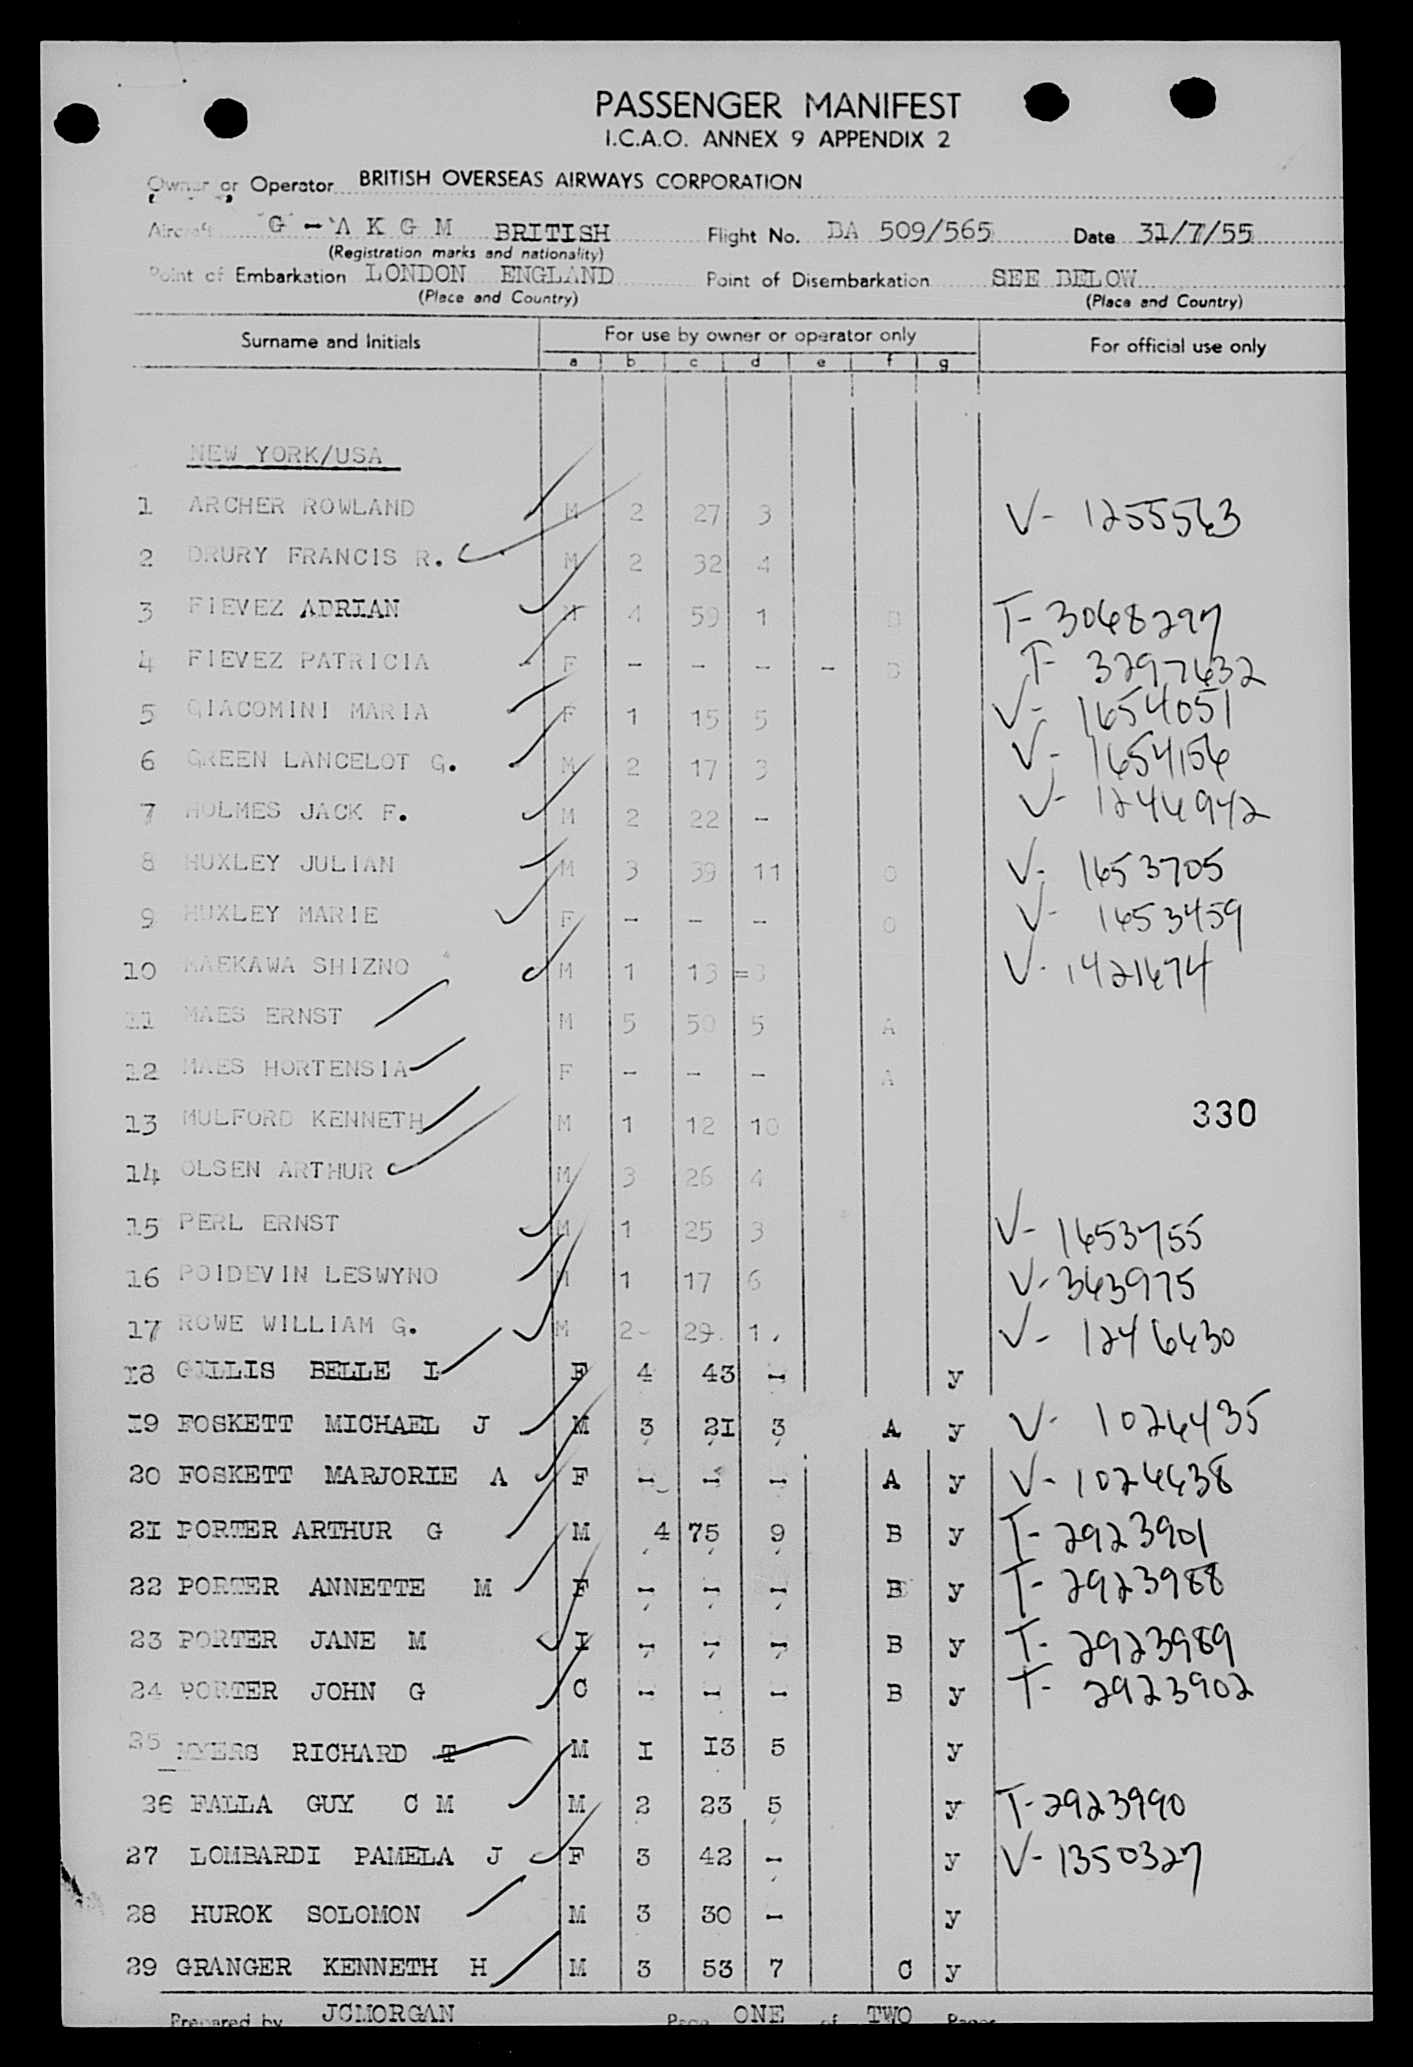 PASSENGER MANIFEST
I.C.A.O. ANNEX 9 APPENDIX 2
Owner or Operator BRITISH OVERSEAS AIRWAYS CORPORATION
Aircraft G - A K G M BRITISH Flight No. BA 509/565 Date 31/7/55
(Registration marks and nationality)
Point of Embarkation LONDON ENGLAND Point of Disembarkation SEE BELOW
(Place and Country) (Place and Country)
Surname and Initials For use by owner or operator only For official use only
a b c d e f g
NEW YORK/USA
1 ARCHER ROWLAND M 2 27 3 V- 1255563
2 DRURY FRANCIS R. M 2 32 4
3 FIEVEZ ADRIAN M 4 59 1 B T- 3068297
4 FIEVEZ PATRICIA F - - - - B T- 3297632
5 GIACOMINI MARIA F 1 15 5 V- 1654051
6 GREEN LANCELOT G. M 2 17 3 V- 1654156
7 HOLMES JACK F. M 2 22 - V- 1246942
8 HUXLEY JULIAN M 3 39 11 O V- 1653705
9 HUXLEY MARIE F - - - O V- 1653459
10 MAEKAWA SHIZNO M 1 13 =3 V- 1421674
11 MAES ERNST M 5 50 5 A
12 MAES HORTENSIA F - - - A
13 MULFORD KENNETH M 1 12 10 330
14 OLSEN ARTHUR M 3 26 4
15 PERL ERNST M 1 25 3 V- 1653755
16 POIDEVIN LESWYNO M 1 17 6 V- 363975
17 ROWE WILLIAM G. M 2- 29. 1. V- 1246630
18 GILLIS BELLE I F 4 43 - y
19 FOSKETT MICHAEL J M 3 21 3 A y V- 1026435
20 FOSKETT MARJORIE A F - - - A y V- 1026638
21 PORTER ARTHUR G M 4 75 9 B y T- 2923901
22 PORTER ANNETTE M F - - - B y T- 2923988
23 PORTER JANE M I - - - B y T- 2923989
24 PORTER JOHN G C - - - B y T- 2923902
25 MYERS RICHARD T M 1 13 5 y
26 FALLA GUY C M M 2 23 5 y T-2923990
27 LOMBARDI PAMELA J F 3 42 - y V- 1350327
28 HUROK SOLOMON M 3 30 - y
29 GRANGER KENNETH H M 3 53 7 C y
Prepared by JCMORGAN Page ONE of TWO Pages